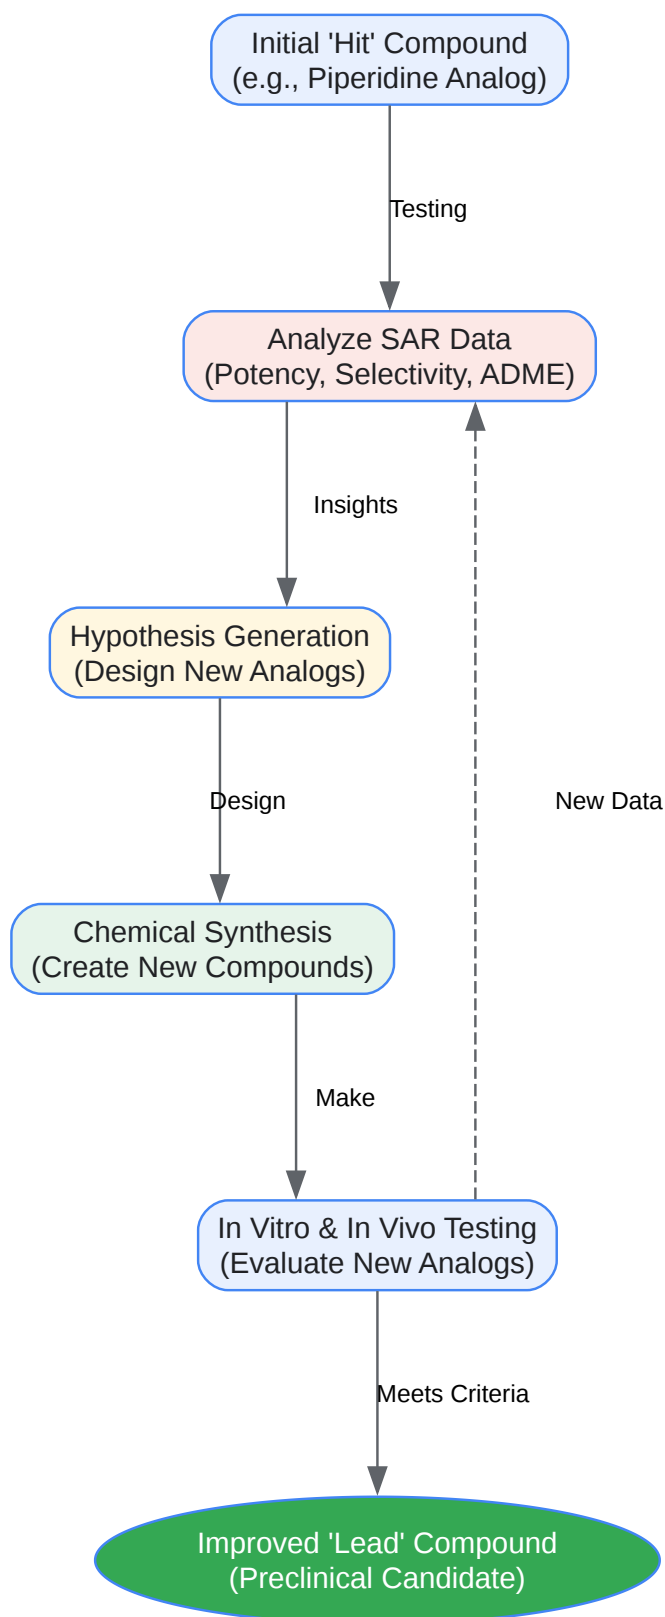 Initial 'Hit' Compound
(e.g., Piperidine Analog)
Testing
Analyze SAR Data
(Potency, Selectivity, ADME)
Insights
Hypothesis Generation
(Design New Analogs)
Design
New Data
Chemical Synthesis
(Create New Compounds)
Make
In Vitro & In Vivo Testing
(Evaluate New Analogs)
Meets Criteria
Improved 'Lead' Compound
(Preclinical Candidate)